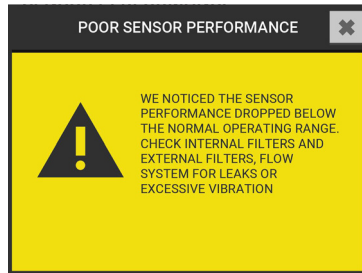 POOR SENSOR PERFORMANCE
WE NOTICED THE SENSOR
PERFORMANCE DROPPED BELOW
THE NORMAL OPERATING RANGE.
CHECK INTERNAL FILTERS AND
EXTERNAL FILTERS, FLOW
SYSTEM FOR LEAKS OR
EXCESSIVE VIBRATION